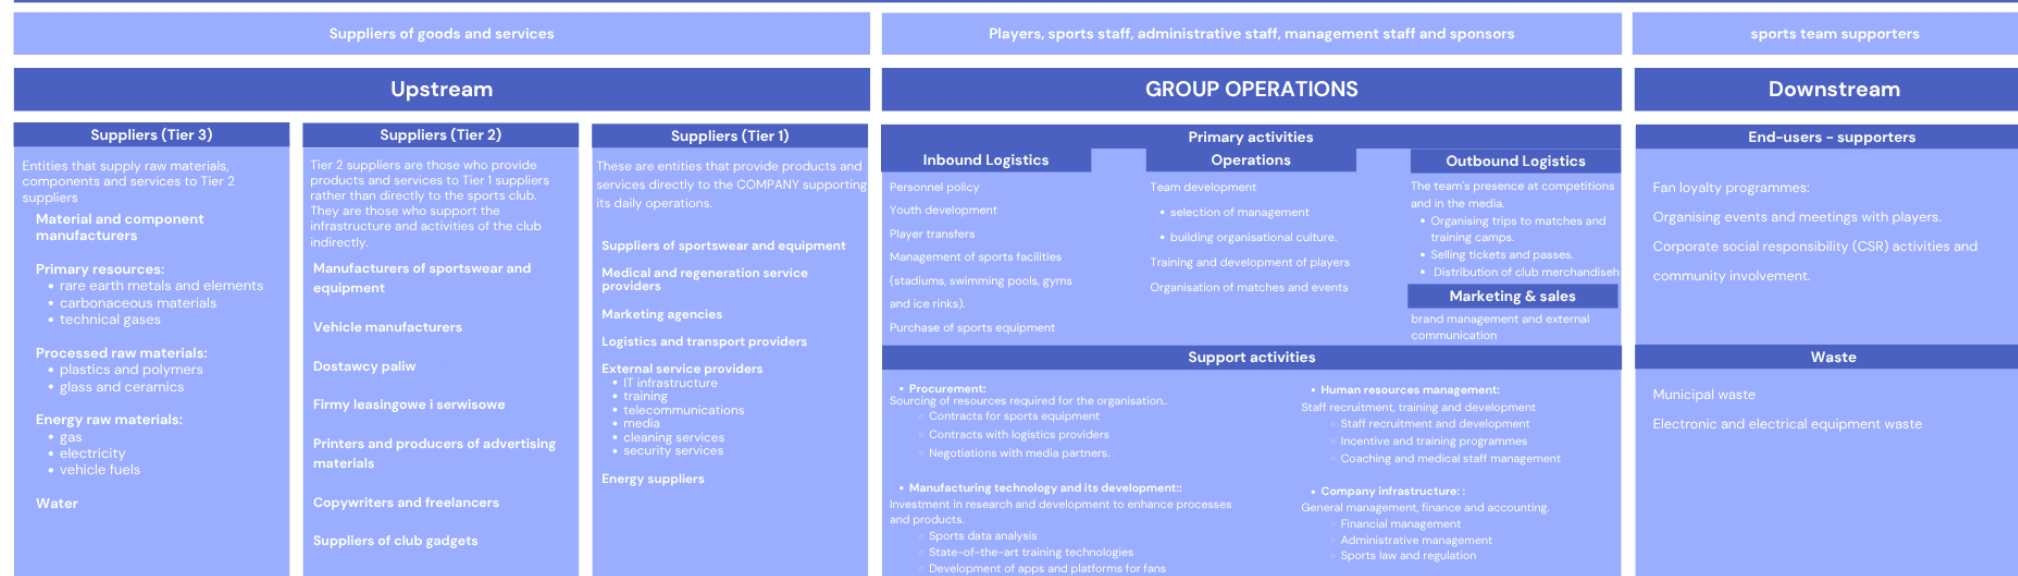 Suppliers of goods and services
Players, sports staff, administrative staff, management staff and sponsors
sports team supporters
Upstream
GROUP OPERATIONS
Downstream
Suppliers (Tier 3)
Entities that supply raw materials,
components and services to Tier 2
suppliers
Material and component
manufacturers
Primary resources:
• rare earth metals and elements
• carbonaceous materials
• technical gases
Processed raw materials:
• plastics and polymers
• glass and ceramics
Energy raw materials:
• gas
• electricity
• vehicle fuels
Water
Suppliers (Tier 2)
Tier 2 suppliers are those who provide
products and services to Tier 1 suppliers
rather than directly to the sports club.
They are those who support the
infrastructure and activities of the club
indirectly.
Manufacturers of sportswear and
equipment
Vehicle manufacturers
Dostawcy paliw
Firmy leasingowe i serwisowe
Printers and producers of advertising
materials
Copywriters and freelancers
Suppliers of club gadgets
Suppliers (Tier 1)
These are entities that provide products and
services directly to the COMPANY supporting
its daily operations.
Suppliers of sportswear and equipment
Medical and regeneration service
providers
Marketing agencies
Logistics and transport providers
External service providers
• IT infrastructure
• training
• telecommunications
• media
• cleaning services
• security services
Energy suppliers
Primary activities
Inbound Logistics
Personnel policy
Youth development
Player transfers
Management of sports facilities
(stadiums, swimming pools, gyms
and ice rinks).
Purchase of sports equipment
Operations
Team development
• selection of management
• building organisational culture.
Training and development of players
Organisation of matches and events
Outbound Logistics
The team's presence at competitions
and in the media.
• Organising trips to matches and
training camps.
• Selling tickets and passes.
• Distribution of club merchandiseh
Marketing & sales
brand management and external
communication
Support activities
• Procurement:
Sourcing of resources required for the organisation..
◦ Contracts for sports equipment
◦ Contracts with logistics providers
◦ Negotiations with media partners.
• Manufacturing technology and its development::
Investment in research and development to enhance processes
and products.
◦ Sports data analysis
◦ State-of-the-art training technologies
◦ Development of apps and platforms for fans
• Human resources management:
Staff recruitment, training and development
◦ Staff recruitment and development
◦ Incentive and training programmes
◦ Coaching and medical staff management
• Company infrastructure: :
General management, finance and accounting.
◦ Financial management
◦ Administrative management
◦ Sports law and regulation
End-users - supporters
Fan loyalty programmes:
Organising events and meetings with players.
Corporate social responsibility (CSR) activities and
community involvement.
Waste
Municipal waste
Electronic and electrical equipment waste